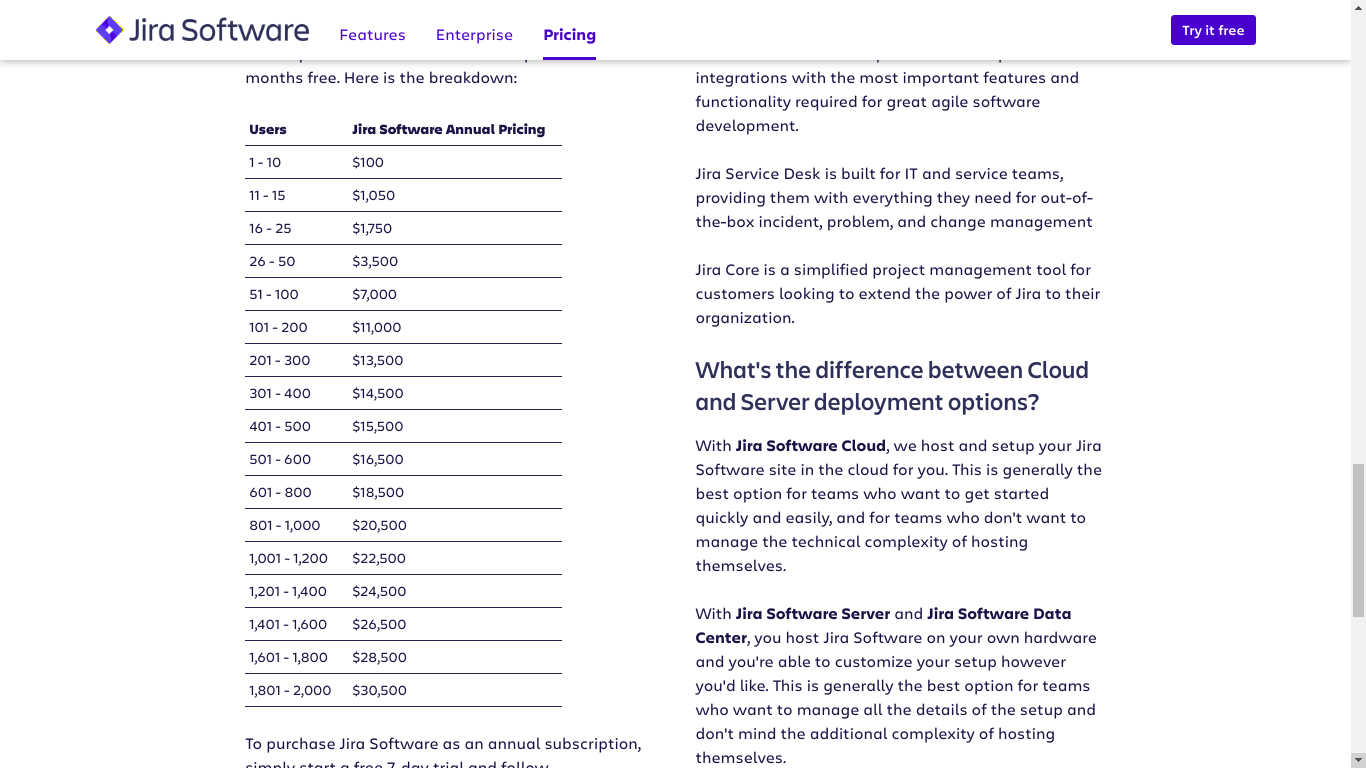 Jira Software
Features
Enterprise
Pricing
Try it free
months free. Here is the breakdown:
Users Jira Software Annual Pricing
1 - 10 $100
11 - 15 $1,050
16 - 25 $1,750
26 - 50 $3,500
51 - 100 $7,000
101 - 200 $11,000
201 - 300 $13,500
301 - 400 $14,500
401 - 500 $15,500
501 - 600 $16,500
601 - 800 $18,500
801 - 1,000 $20,500
1,001 - 1,200 $22,500
1,201 - 1,400 $24,500
1,401 - 1,600 $26,500
1,601 - 1,800 $28,500
1,801 - 2,000 $30,500
To purchase Jira Software as an annual subscription,
simply start a free 7-day trial and follow
integrations with the most important features and
functionality required for great agile software
development.
Jira Service Desk is built for IT and service teams,
providing them with everything they need for out-of-
the-box incident, problem, and change management
Jira Core is a simplified project management tool for
customers looking to extend the power of Jira to their
organization.
What's the difference between Cloud
and Server deployment options?
With Jira Software Cloud, we host and setup your Jira
Software site in the cloud for you. This is generally the
best option for teams who want to get started
quickly and easily, and for teams who don't want to
manage the technical complexity of hosting
themselves.
With Jira Software Server and Jira Software Data
Center, you host Jira Software on your own hardware
and you're able to customize your setup however
you'd like. This is generally the best option for teams
who want to manage all the details of the setup and
don't mind the additional complexity of hosting
themselves.